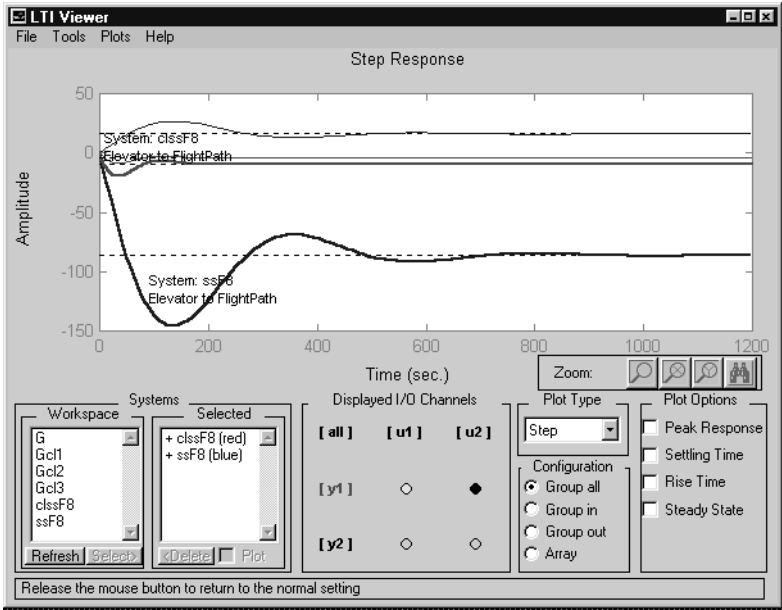 LTI Viewer
File Tools Plots Help
Step Response
Amplitude
50
0
-50
-100
-150
System: clssF8
Elevator to FlightPath
System: ssF8
Elevator to FlightPath
0 200 400 600 800 1000 1200
Time (sec.)
Zoom:
Systems
Workspace
G
Gcl1
Gcl2
Gcl3
clssF8
ssF8
Refresh Select>
Selected
+ clssF8 (red)
+ ssF8 (blue)
<Delete Plot
Displayed I/O Channels
[ all ] [ u1 ] [ u2 ]
[ y1 ]
[ y2 ]
Plot Type
Step
Configuration
Group all
Group in
Group out
Array
Plot Options
Peak Response
Settling Time
Rise Time
Steady State
Release the mouse button to return to the normal setting